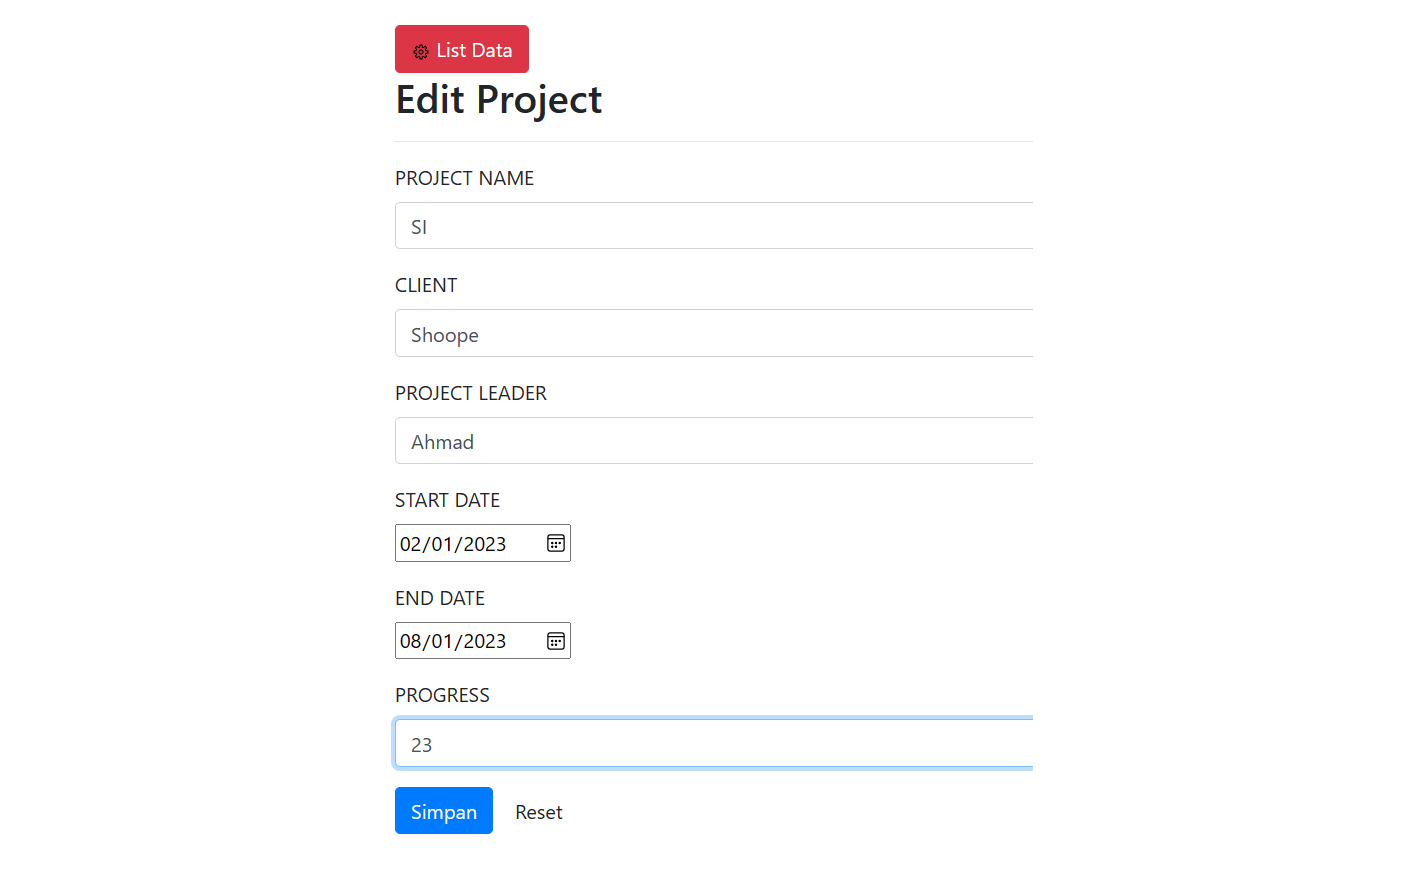 List Data
Edit Project
PROJECT NAME
SI
CLIENT
Shoope
PROJECT LEADER
Ahmad
START DATE
02/01/2023
END DATE
08/01/2023
PROGRESS
23
Simpan Reset